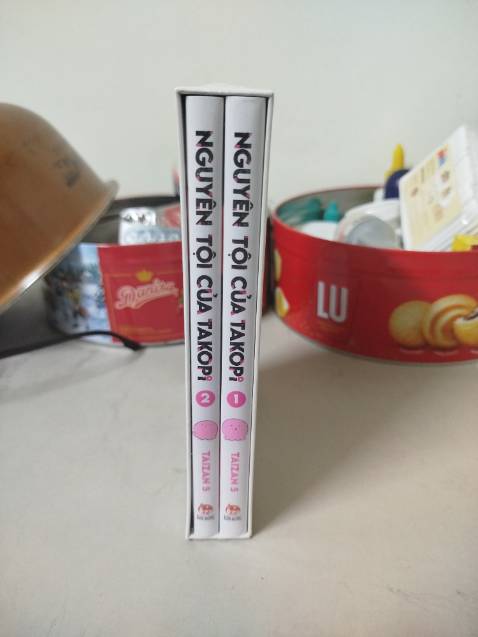 NGUYÊN TỘI CỦA TAKOPI
2
TAIZAN 5
NGUYÊN TỘI CỦA TAKOPI
1
TAIZAN 5
LU